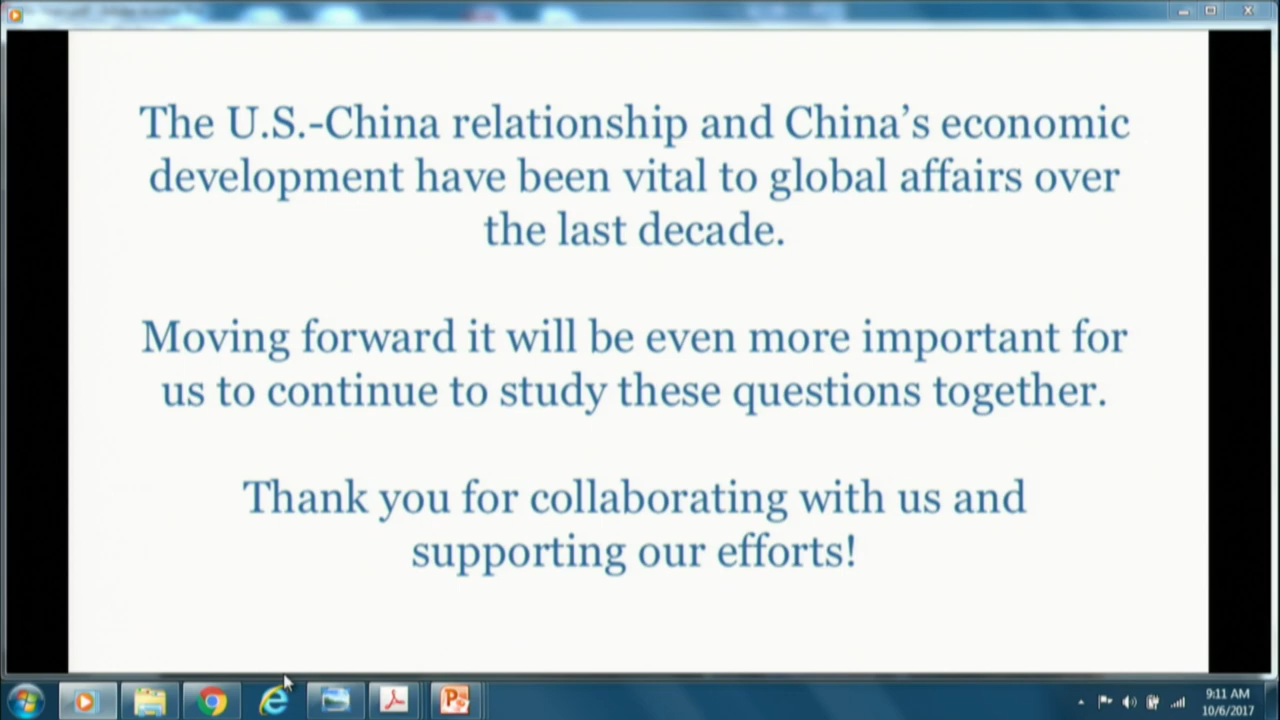 The U.S.-China relationship and China's economic
development have been vital to global affairs over
the last decade.
Moving forward it will be even more important for
us to continue to study these questions together.
Thank you for collaborating with us and
supporting our efforts!
9:11 AM
10/6/2017